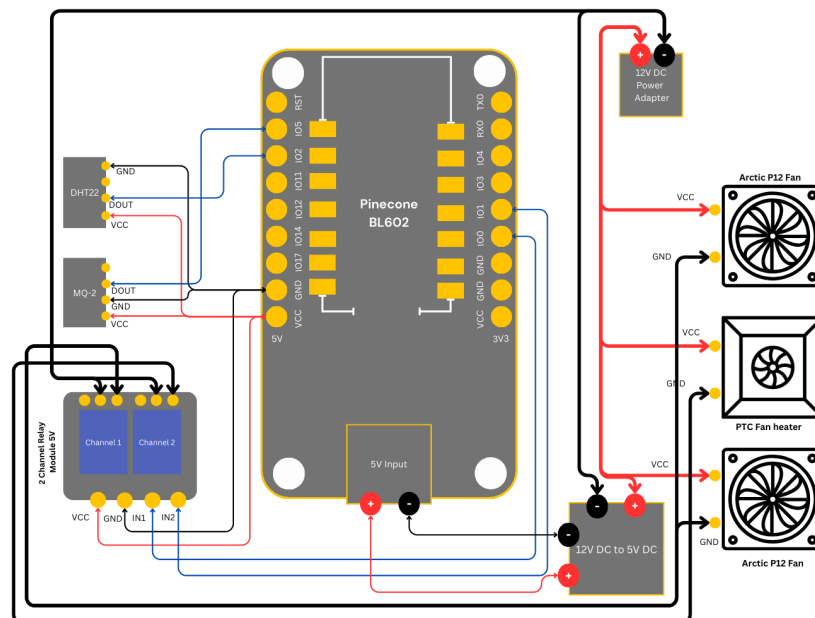 12V DC
Power
Adapter
+
-
RST
IO5
IO2
IO11
IO12
IO14
IO17
GND
VCC
5V
Pinecone
BL602
TX0
RX0
IO4
IO3
IO1
IO0
GND
GND
VCC
3V3
DHT22
GND
DOUT
VCC
MQ-2
DOUT
GND
VCC
2 Channel Relay
Module 5V
Channel 1
Channel 2
VCC
GND
IN1
IN2
5V Input
+
-
12V DC to 5V DC
-
+
-
+
Arctic P12 Fan
VCC
GND
VCC
GND
PTC Fan heater
VCC
GND
Arctic P12 Fan